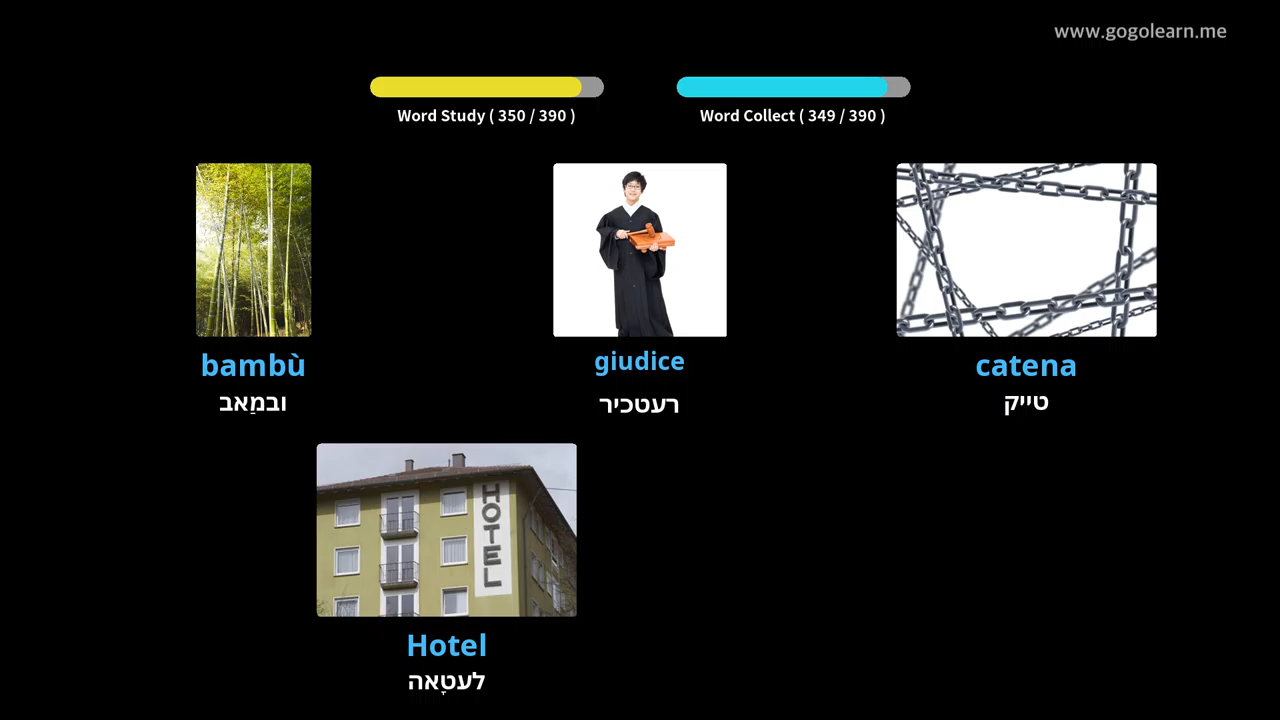 www.gogolearn.me
Word Study ( 350 / 390 )
Word Collect ( 349 / 390 )
bambù
ובמַאב
giudice
רעטכיר
catena
טייק
Hotel
HOTEL
לעטָאה